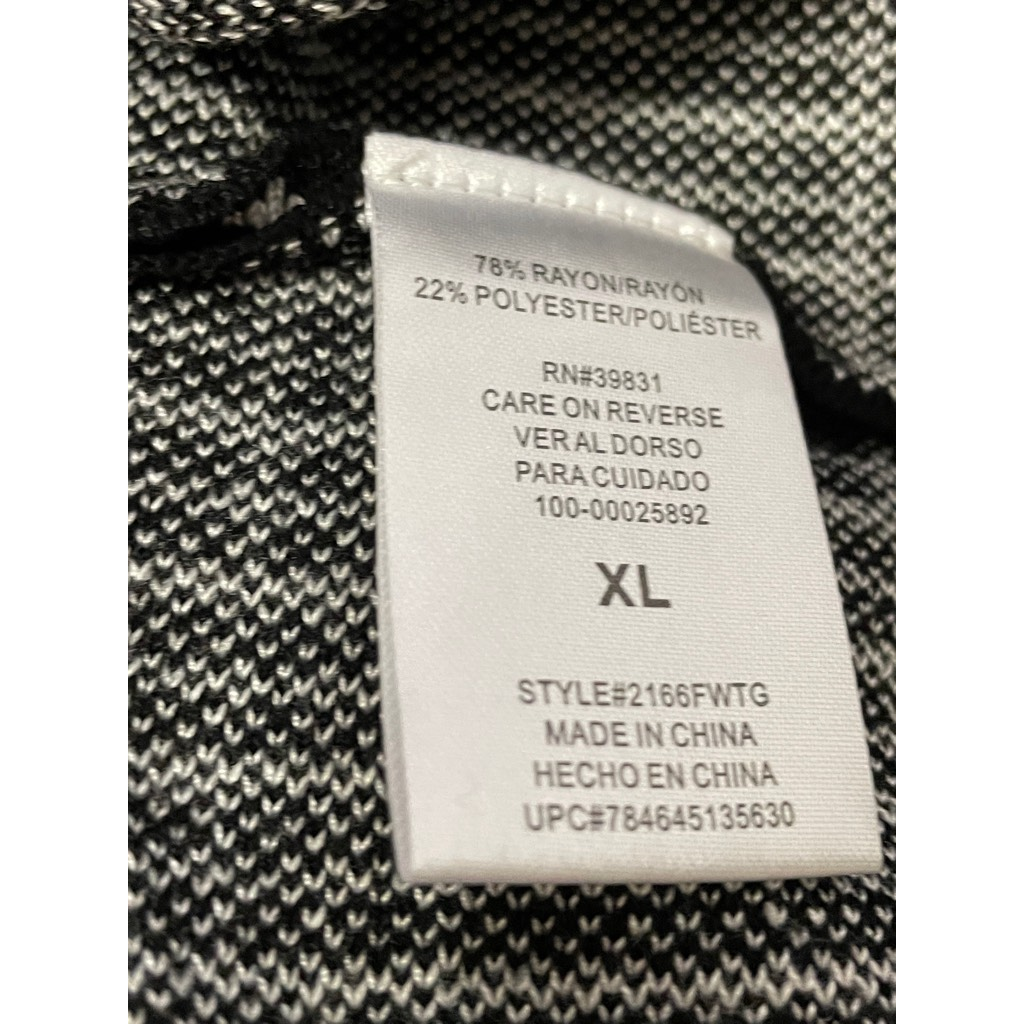 78% RAYON/RAYÓN
22% POLYESTER/POLIÉSTER
RN#39831
CARE ON REVERSE
VER AL DORSO
PARA CUIDADO
100-00025892
XL
STYLE#2166FWTG
MADE IN CHINA
HECHO EN CHINA
UPC#784645135630